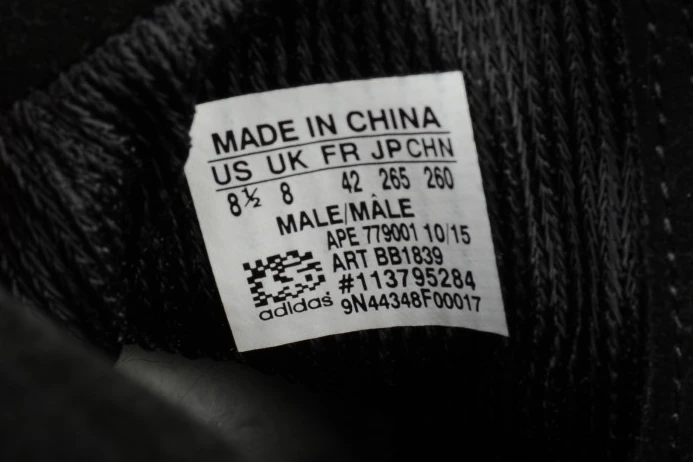 MADE IN CHINA
US UK FR JP CHN
8½ 8 42 265 260
MALE/MÂLE
APE 779001 10/15
ART BB1839
#113795284
adidas 9N44348F00017